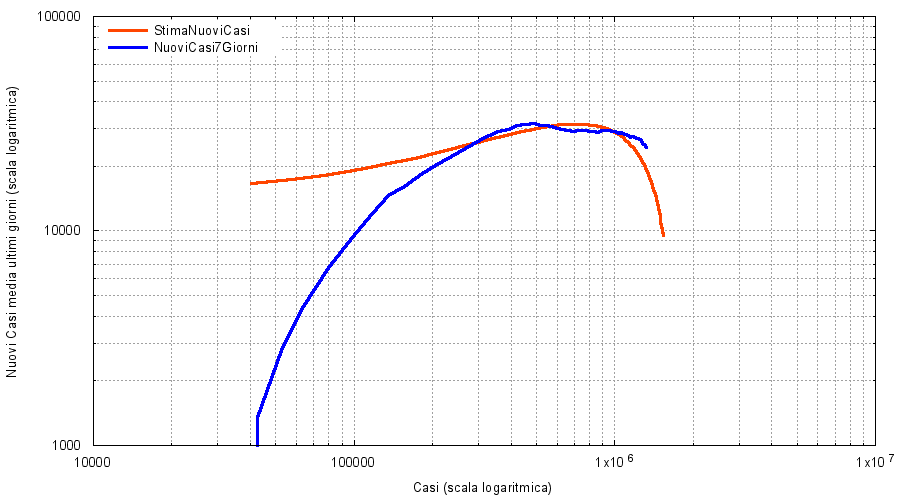 100000
StimaNuoviCasi
NuoviCasi7Giorni
Nuovi Casi media ultimi giorni (scala logaritmica)
10000
1000
10000 100000 1x10 6 1x10 7
Casi (scala logaritmica)